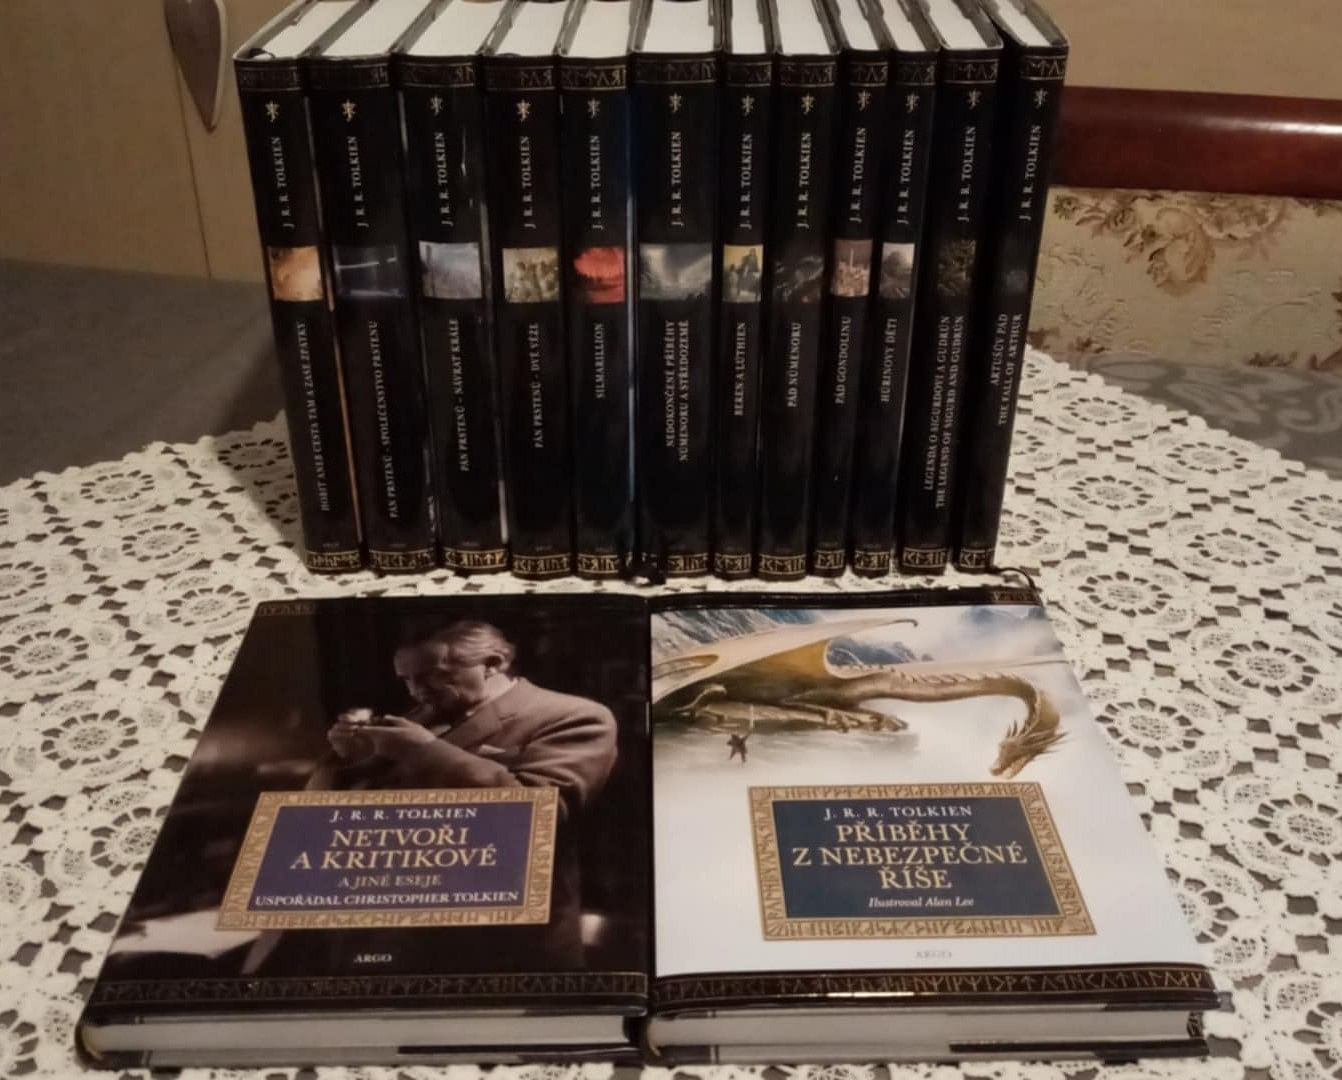 J. R. R. TOLKIEN
HOBIT ANEB CESTA TAM A ZASE ZPÁTKY
J. R. R. TOLKIEN
PÁN PRSTENŮ - SPOLEČENSTVO PRSTENU
J. R. R. TOLKIEN
PÁN PRSTENŮ - NÁVRAT KRÁLE
J. R. R. TOLKIEN
PÁN PRSTENŮ - DVĚ VĚŽE
J. R. R. TOLKIEN
SILMARILLION
J. R. R. TOLKIEN
NEDOKONČENÉ PŘÍBĚHY
NÚMENORU A STŘEDOZEMĚ
J. R. R. TOLKIEN
BEREN A LÚTHIEN
J. R. R. TOLKIEN
PÁD NÚMENORU
J. R. R. TOLKIEN
PÁD GONDOLINU
J. R. R. TOLKIEN
HÚRINOVY DĚTI
J. R. R. TOLKIEN
LEGENDA O SIGURDOVI A GUDRÚN
THE LEGEND OF SIGURD AND GUDRÚN
J. R. R. TOLKIEN
ARTUŠŮV PÁD
THE FALL OF ARTHUR
J. R. R. TOLKIEN
NETVOŘI
A KRITIKOVÉ
A JINÉ ESEJE
USPOŘÁDAL CHRISTOPHER TOLKIEN
ARGO
J. R. R. TOLKIEN
PŘÍBĚHY
Z NEBEZPEČNÉ
ŘÍŠE
Ilustroval Alan Lee
ARGO